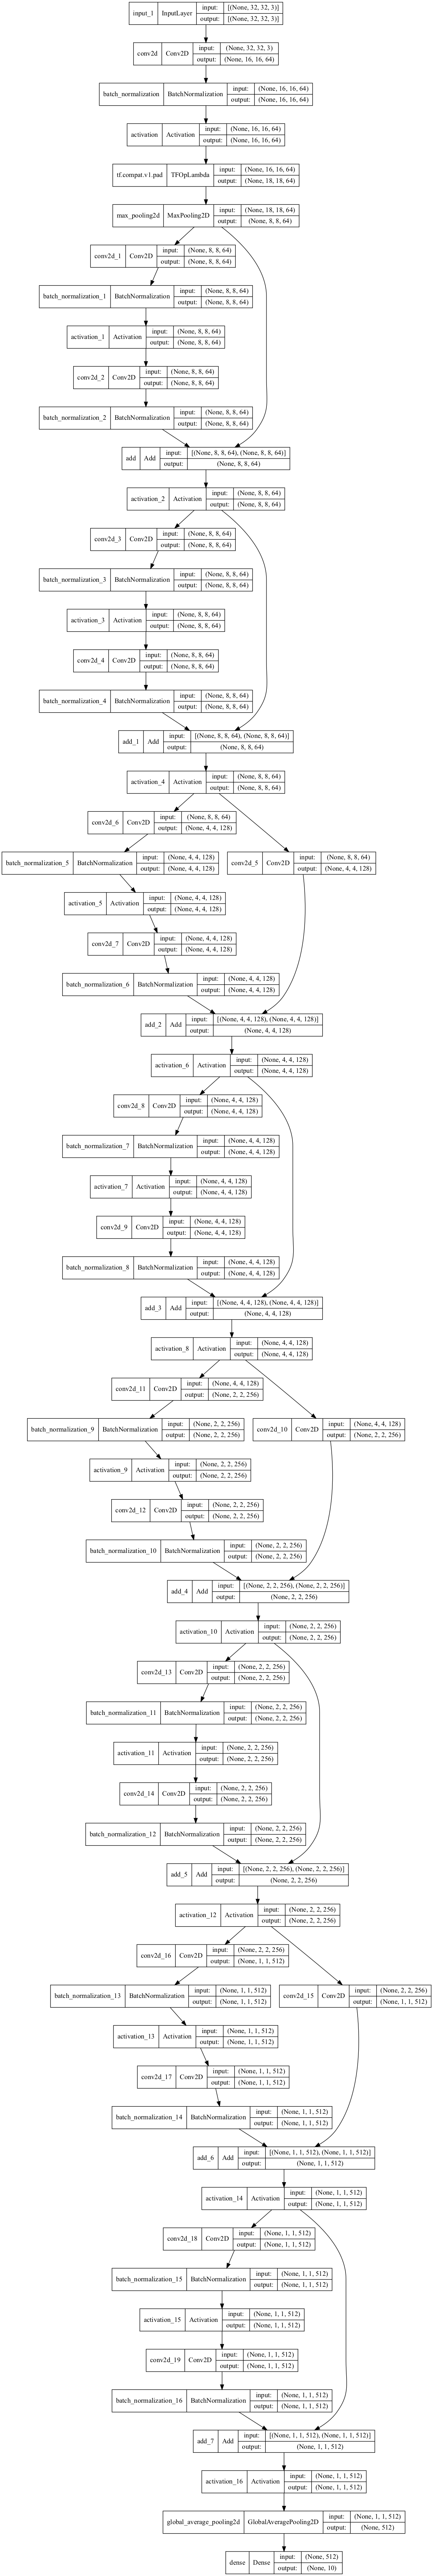 input_1 InputLayer input: [(None, 32, 32, 3)]
output: [(None, 32, 32, 3)]
conv2d Conv2D input: (None, 32, 32, 3)
output: (None, 16, 16, 64)
batch_normalization BatchNormalization input: (None, 16, 16, 64)
output: (None, 16, 16, 64)
activation Activation input: (None, 16, 16, 64)
output: (None, 16, 16, 64)
tf.compat.v1.pad TFOpLambda input: (None, 16, 16, 64)
output: (None, 18, 18, 64)
max_pooling2d MaxPooling2D input: (None, 18, 18, 64)
output: (None, 8, 8, 64)
conv2d_1 Conv2D input: (None, 8, 8, 64)
output: (None, 8, 8, 64)
batch_normalization_1 BatchNormalization input: (None, 8, 8, 64)
output: (None, 8, 8, 64)
activation_1 Activation input: (None, 8, 8, 64)
output: (None, 8, 8, 64)
conv2d_2 Conv2D input: (None, 8, 8, 64)
output: (None, 8, 8, 64)
batch_normalization_2 BatchNormalization input: (None, 8, 8, 64)
output: (None, 8, 8, 64)
add Add input: [(None, 8, 8, 64), (None, 8, 8, 64)]
output: (None, 8, 8, 64)
activation_2 Activation input: (None, 8, 8, 64)
output: (None, 8, 8, 64)
conv2d_3 Conv2D input: (None, 8, 8, 64)
output: (None, 8, 8, 64)
batch_normalization_3 BatchNormalization input: (None, 8, 8, 64)
output: (None, 8, 8, 64)
activation_3 Activation input: (None, 8, 8, 64)
output: (None, 8, 8, 64)
conv2d_4 Conv2D input: (None, 8, 8, 64)
output: (None, 8, 8, 64)
batch_normalization_4 BatchNormalization input: (None, 8, 8, 64)
output: (None, 8, 8, 64)
add_1 Add input: [(None, 8, 8, 64), (None, 8, 8, 64)]
output: (None, 8, 8, 64)
activation_4 Activation input: (None, 8, 8, 64)
output: (None, 8, 8, 64)
conv2d_6 Conv2D input: (None, 8, 8, 64)
output: (None, 4, 4, 128)
batch_normalization_5 BatchNormalization input: (None, 4, 4, 128)
output: (None, 4, 4, 128)
conv2d_5 Conv2D input: (None, 8, 8, 64)
output: (None, 4, 4, 128)
activation_5 Activation input: (None, 4, 4, 128)
output: (None, 4, 4, 128)
conv2d_7 Conv2D input: (None, 4, 4, 128)
output: (None, 4, 4, 128)
batch_normalization_6 BatchNormalization input: (None, 4, 4, 128)
output: (None, 4, 4, 128)
add_2 Add input: [(None, 4, 4, 128), (None, 4, 4, 128)]
output: (None, 4, 4, 128)
activation_6 Activation input: (None, 4, 4, 128)
output: (None, 4, 4, 128)
conv2d_8 Conv2D input: (None, 4, 4, 128)
output: (None, 4, 4, 128)
batch_normalization_7 BatchNormalization input: (None, 4, 4, 128)
output: (None, 4, 4, 128)
activation_7 Activation input: (None, 4, 4, 128)
output: (None, 4, 4, 128)
conv2d_9 Conv2D input: (None, 4, 4, 128)
output: (None, 4, 4, 128)
batch_normalization_8 BatchNormalization input: (None, 4, 4, 128)
output: (None, 4, 4, 128)
add_3 Add input: [(None, 4, 4, 128), (None, 4, 4, 128)]
output: (None, 4, 4, 128)
activation_8 Activation input: (None, 4, 4, 128)
output: (None, 4, 4, 128)
conv2d_11 Conv2D input: (None, 4, 4, 128)
output: (None, 2, 2, 256)
batch_normalization_9 BatchNormalization input: (None, 2, 2, 256)
output: (None, 2, 2, 256)
conv2d_10 Conv2D input: (None, 4, 4, 128)
output: (None, 2, 2, 256)
activation_9 Activation input: (None, 2, 2, 256)
output: (None, 2, 2, 256)
conv2d_12 Conv2D input: (None, 2, 2, 256)
output: (None, 2, 2, 256)
batch_normalization_10 BatchNormalization input: (None, 2, 2, 256)
output: (None, 2, 2, 256)
add_4 Add input: [(None, 2, 2, 256), (None, 2, 2, 256)]
output: (None, 2, 2, 256)
activation_10 Activation input: (None, 2, 2, 256)
output: (None, 2, 2, 256)
conv2d_13 Conv2D input: (None, 2, 2, 256)
output: (None, 2, 2, 256)
batch_normalization_11 BatchNormalization input: (None, 2, 2, 256)
output: (None, 2, 2, 256)
activation_11 Activation input: (None, 2, 2, 256)
output: (None, 2, 2, 256)
conv2d_14 Conv2D input: (None, 2, 2, 256)
output: (None, 2, 2, 256)
batch_normalization_12 BatchNormalization input: (None, 2, 2, 256)
output: (None, 2, 2, 256)
add_5 Add input: [(None, 2, 2, 256), (None, 2, 2, 256)]
output: (None, 2, 2, 256)
activation_12 Activation input: (None, 2, 2, 256)
output: (None, 2, 2, 256)
conv2d_16 Conv2D input: (None, 2, 2, 256)
output: (None, 1, 1, 512)
batch_normalization_13 BatchNormalization input: (None, 1, 1, 512)
output: (None, 1, 1, 512)
conv2d_15 Conv2D input: (None, 2, 2, 256)
output: (None, 1, 1, 512)
activation_13 Activation input: (None, 1, 1, 512)
output: (None, 1, 1, 512)
conv2d_17 Conv2D input: (None, 1, 1, 512)
output: (None, 1, 1, 512)
batch_normalization_14 BatchNormalization input: (None, 1, 1, 512)
output: (None, 1, 1, 512)
add_6 Add input: [(None, 1, 1, 512), (None, 1, 1, 512)]
output: (None, 1, 1, 512)
activation_14 Activation input: (None, 1, 1, 512)
output: (None, 1, 1, 512)
conv2d_18 Conv2D input: (None, 1, 1, 512)
output: (None, 1, 1, 512)
batch_normalization_15 BatchNormalization input: (None, 1, 1, 512)
output: (None, 1, 1, 512)
activation_15 Activation input: (None, 1, 1, 512)
output: (None, 1, 1, 512)
conv2d_19 Conv2D input: (None, 1, 1, 512)
output: (None, 1, 1, 512)
batch_normalization_16 BatchNormalization input: (None, 1, 1, 512)
output: (None, 1, 1, 512)
add_7 Add input: [(None, 1, 1, 512), (None, 1, 1, 512)]
output: (None, 1, 1, 512)
activation_16 Activation input: (None, 1, 1, 512)
output: (None, 1, 1, 512)
global_average_pooling2d GlobalAveragePooling2D input: (None, 1, 1, 512)
output: (None, 512)
dense Dense input: (None, 512)
output: (None, 10)